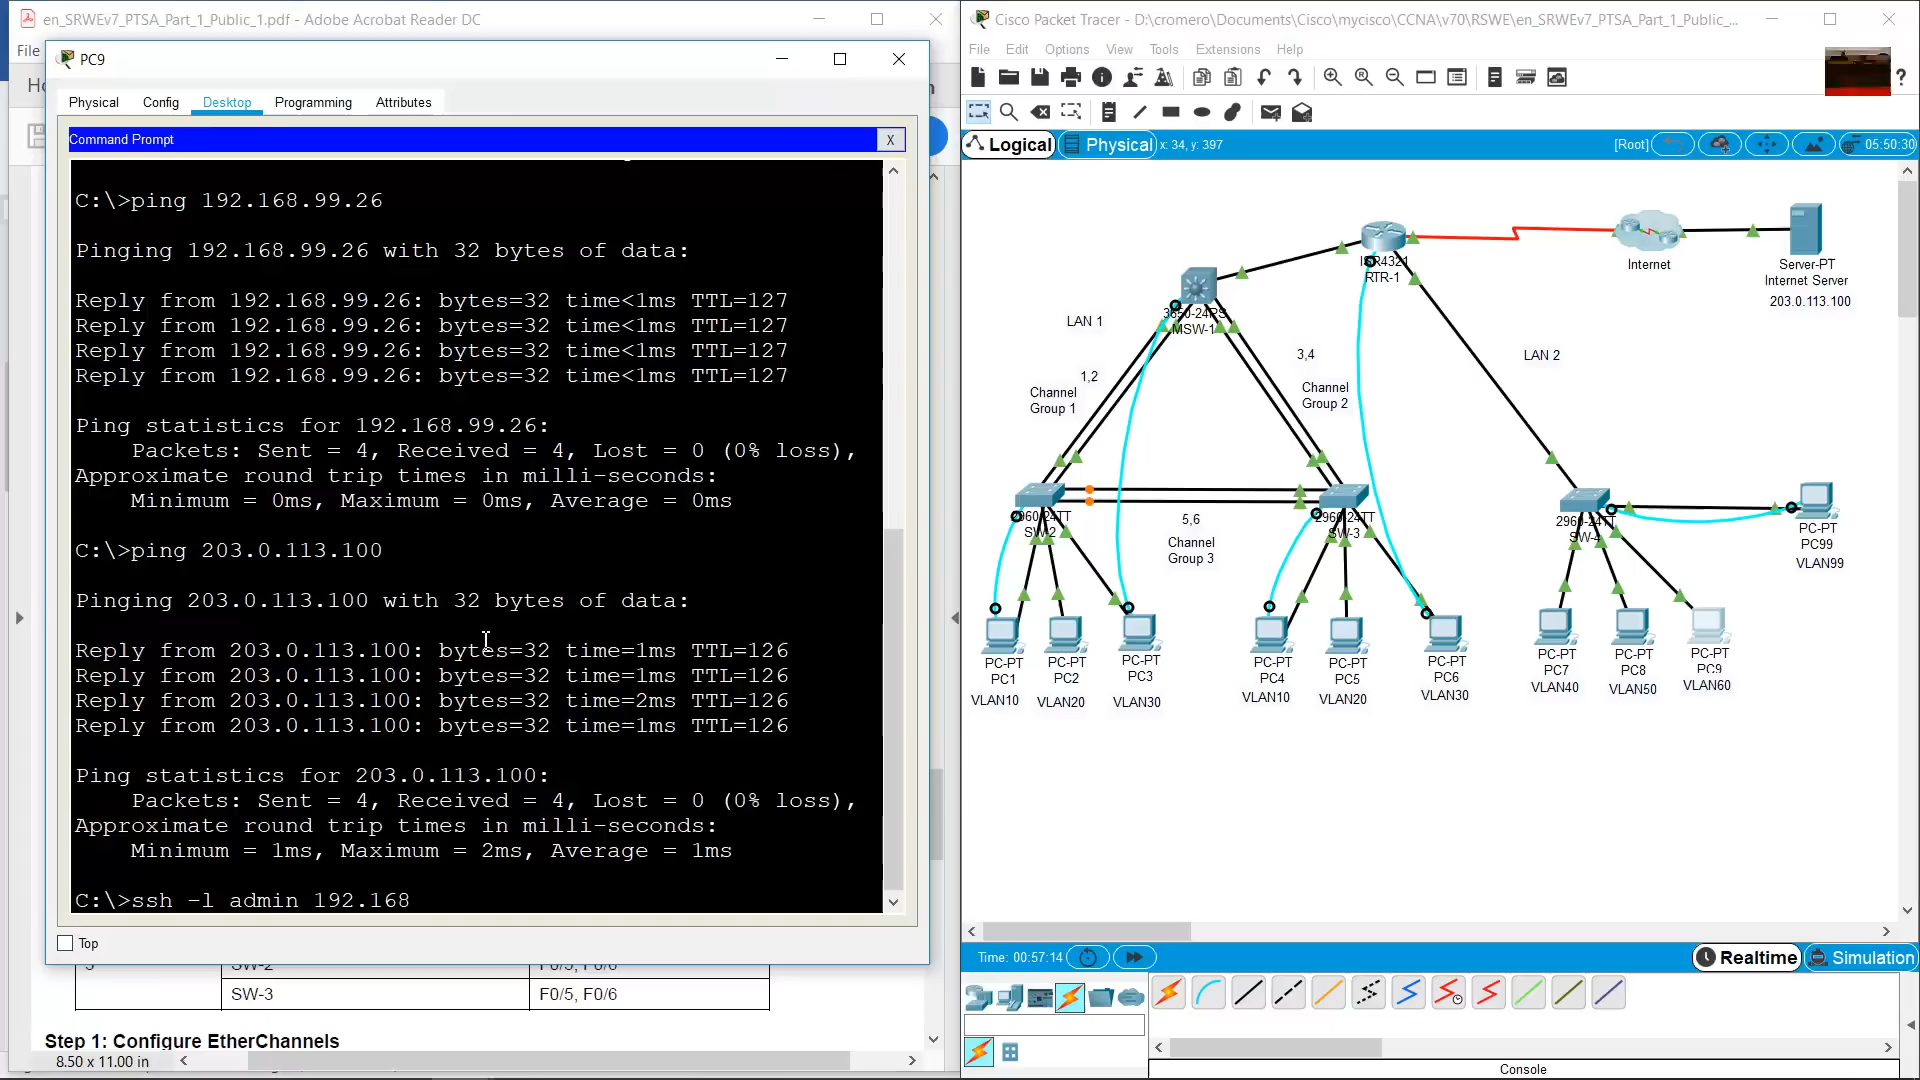 en_SRWEv7_PTSA_Part_1_Public_1.pdf - Adobe Acrobat Reader DC
File
PC9
Physical Config Desktop Programming Attributes
Command Prompt
X
C:\>ping 192.168.99.26
Pinging 192.168.99.26 with 32 bytes of data:
Reply from 192.168.99.26: bytes=32 time<1ms TTL=127
Reply from 192.168.99.26: bytes=32 time<1ms TTL=127
Reply from 192.168.99.26: bytes=32 time<1ms TTL=127
Reply from 192.168.99.26: bytes=32 time<1ms TTL=127
Ping statistics for 192.168.99.26:
Packets: Sent = 4, Received = 4, Lost = 0 (0% loss),
Approximate round trip times in milli-seconds:
Minimum = 0ms, Maximum = 0ms, Average = 0ms
C:\>ping 203.0.113.100
Pinging 203.0.113.100 with 32 bytes of data:
Reply from 203.0.113.100: bytes=32 time=1ms TTL=126
Reply from 203.0.113.100: bytes=32 time=1ms TTL=126
Reply from 203.0.113.100: bytes=32 time=2ms TTL=126
Reply from 203.0.113.100: bytes=32 time=1ms TTL=126
Ping statistics for 203.0.113.100:
Packets: Sent = 4, Received = 4, Lost = 0 (0% loss),
Approximate round trip times in milli-seconds:
Minimum = 1ms, Maximum = 2ms, Average = 1ms
C:\>ssh -l admin 192.168
Top
SW-2 F0/5, F0/6
SW-3 F0/5, F0/6
Step 1: Configure EtherChannels
8.50 x 11.00 in
Cisco Packet Tracer - D:\cromero\Documents\Cisco\mycisco\CCNA\v70\RSWE\en_SRWEv7_PTSA_Part_1_Public_...
File Edit Options View Tools Extensions Help
?
Logical Physical x: 34, y: 397 [Root] 05:50:30
ISR4321
RTR-1
Internet
Server-PT
Internet Server
203.0.113.100
3650-24PS
MSW-1
LAN 1
LAN 2
1,2
Channel
Group 1
3,4
Channel
Group 2
SW-2
5,6
Channel
Group 3
2960-24TT
SW-3
2960-24TT
SW-4
PC-PT
PC99
VLAN99
PC-PT
PC1
VLAN10
PC-PT
PC2
VLAN20
PC-PT
PC3
VLAN30
PC-PT
PC4
VLAN10
PC-PT
PC5
VLAN20
PC-PT
PC6
VLAN30
PC-PT
PC7
VLAN40
PC-PT
PC8
VLAN50
PC-PT
PC9
VLAN60
Time: 00:57:14
Realtime Simulation
Console